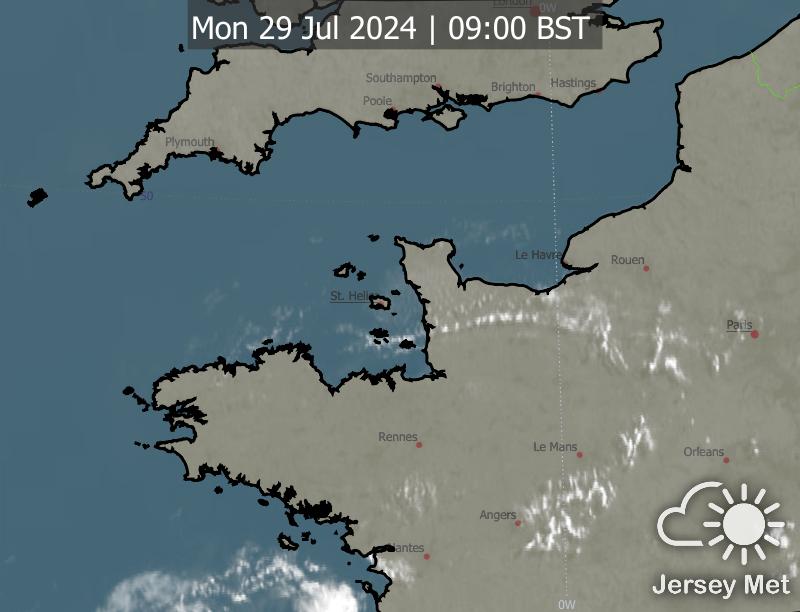 London
0W
Mon 29 Jul 2024 | 09:00 BST
Southampton
Brighton
Hastings
Poole
Plymouth
50
Le Havre
Rouen
St. Helier
Paris
Rennes
Le Mans
Orleans
Angers
Nantes
0W
Jersey Met